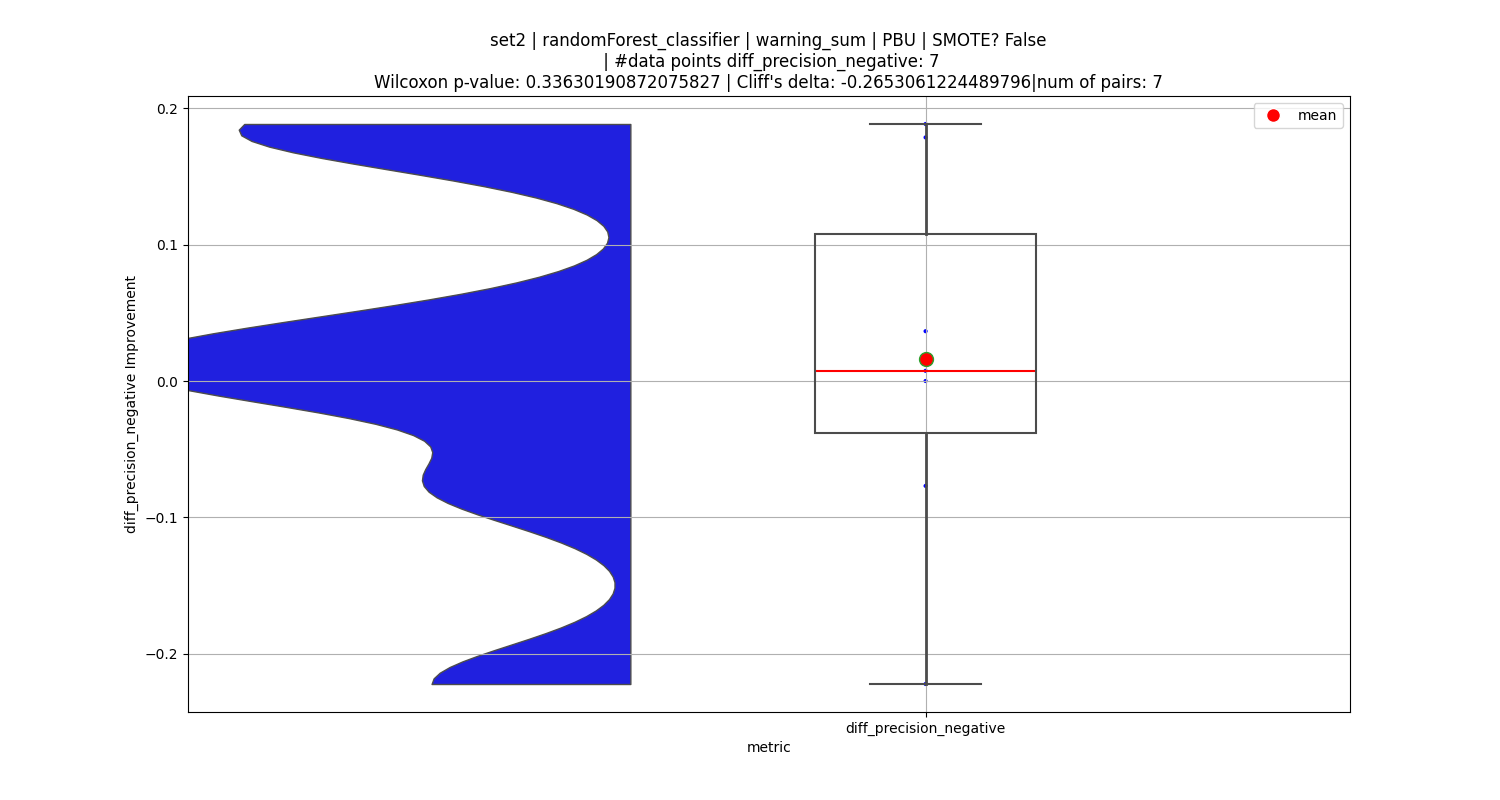 set2 | randomForest_classifier | warning_sum | PBU | SMOTE? False
| #data points diff_precision_negative: 7
Wilcoxon p-value: 0.33630190872075827 | Cliff's delta: -0.2653061224489796|num of pairs: 7
mean
0.2
0.1
0.0
−0.1
−0.2
diff_precision_negative Improvement
diff_precision_negative
metric